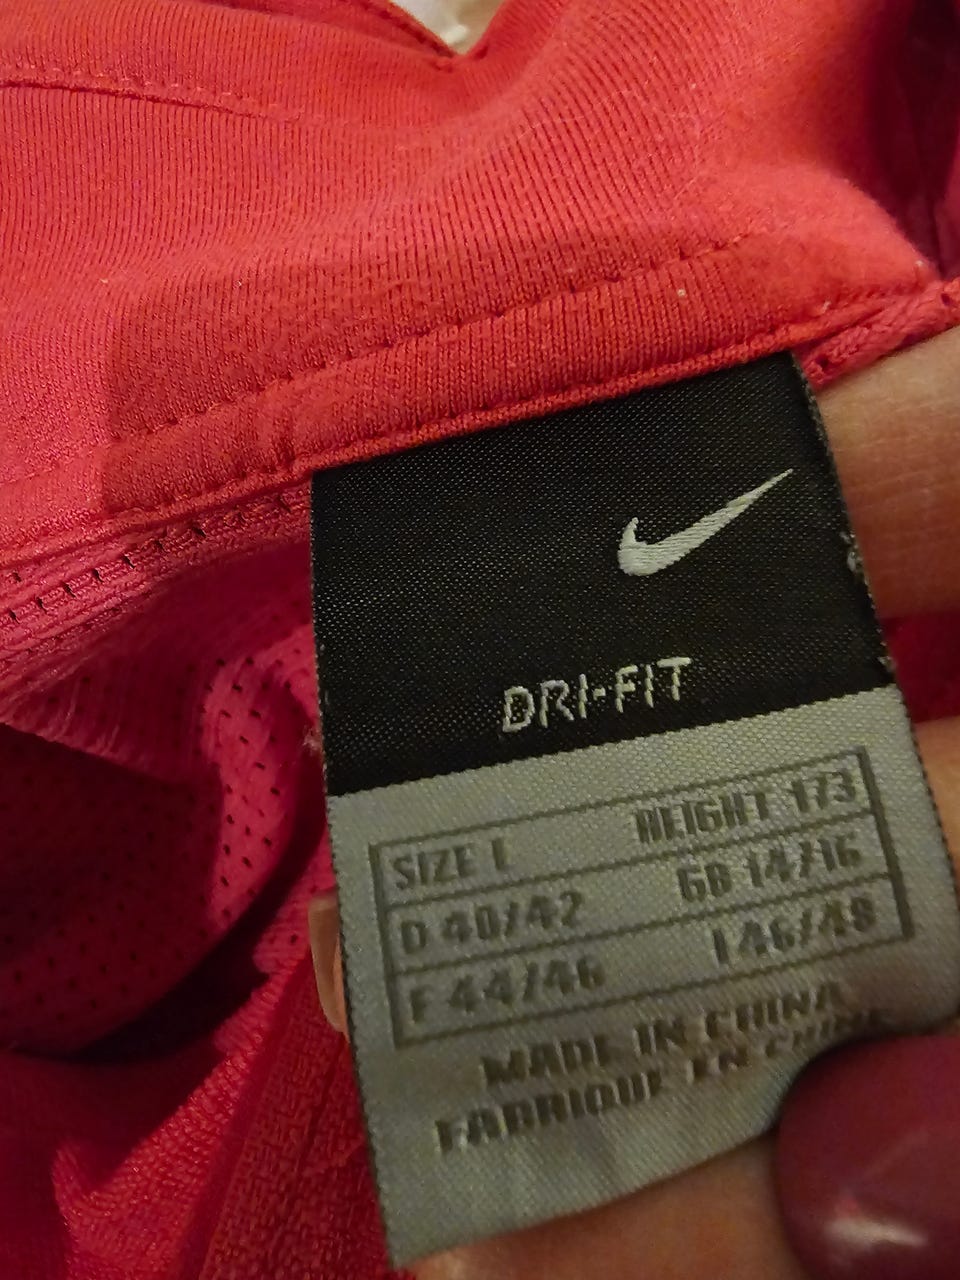 DRI-FIT
SIZE L HEIGHT 173
D 40/42 GB 14/16
F 44/46 I 46/48
MADE IN CHINA
FABRIQUE EN CHINE